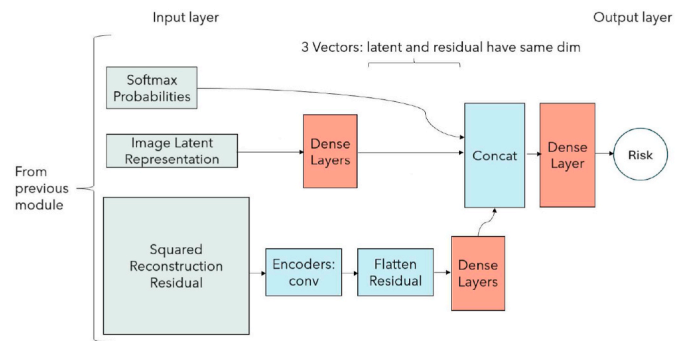 Input layer
Output layer
3 Vectors: latent and residual have same dim
Softmax
Probabilities
Image Latent
Representation
Dense
Layers
Concat
Dense
Layer
Risk
From
previous
module
Squared
Reconstruction
Residual
Encoders:
conv
Flatten
Residual
Dense
Layers